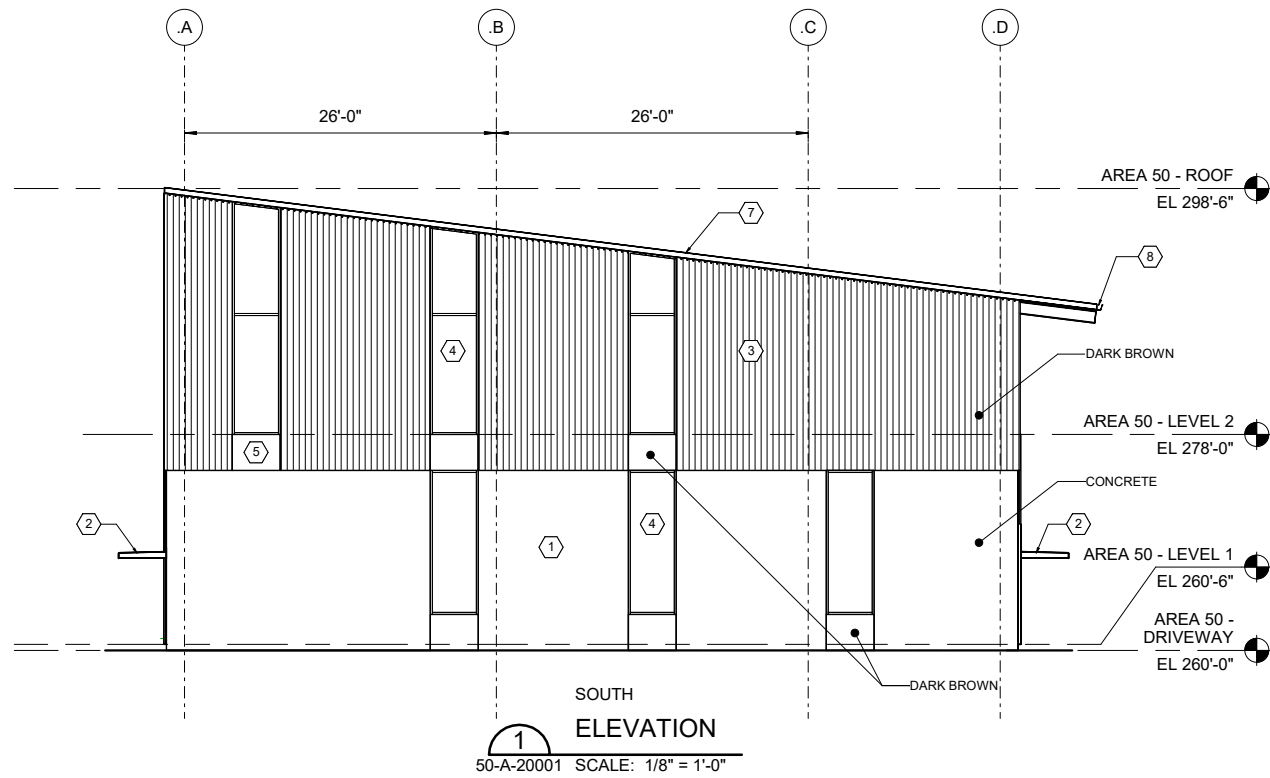 .A
.B
.C
.D
26'-0"
26'-0"
AREA 50 - ROOF
EL 298'-6"
7
8
4
3
DARK BROWN
AREA 50 - LEVEL 2
EL 278'-0"
5
CONCRETE
2
1
4
2
AREA 50 - LEVEL 1
EL 260'-6"
AREA 50 -
DRIVEWAY
EL 260'-0"
DARK BROWN
SOUTH
1
ELEVATION
50-A-20001 SCALE: 1/8" = 1'-0"